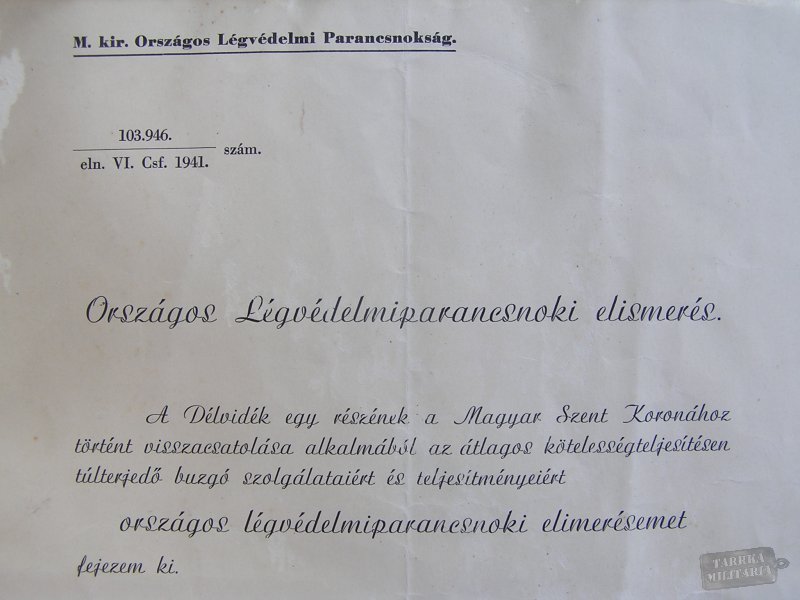 M. kir. Országos Légvédelmi Parancsnokság.
103.946.
eln. VI. Csf. 1941. szám.
Országos Légvédelmiparancsnoki elismerés.
A Délvidék egy részének a Magyar Szent Koronához
történt visszacsatolása alkalmából az átlagos kötelességteljesítésen
túlterjedő buzgó szolgálataiért és teljesítményeiért
országos légvédelmiparancsnoki elimerésemet
fejezem ki.
TARRKA
MILITARIA